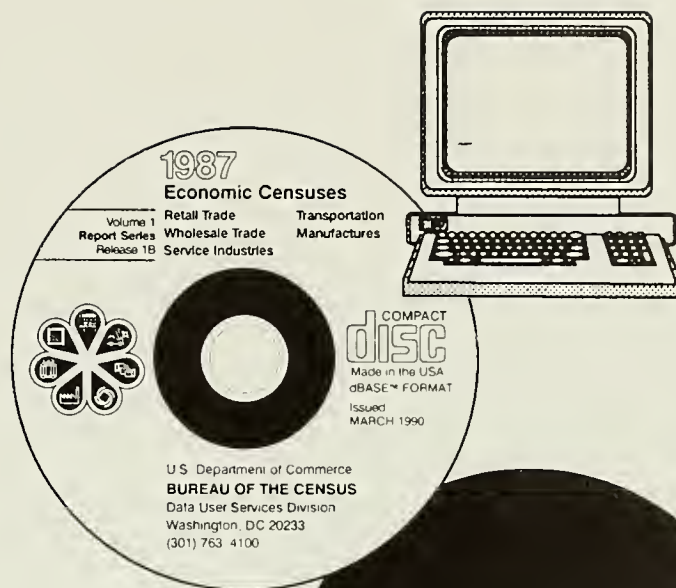 1987
Economic Censuses
Volume 1
Report Series
Release 1B
Retail Trade
Wholesale Trade
Service Industries
Transportation
Manufactures
COMPACT
disc
Made in the USA
dBASE™ FORMAT
Issued
MARCH 1990
U.S. Department of Commerce
BUREAU OF THE CENSUS
Data User Services Division
Washington, DC 20233
(301) 763-4100